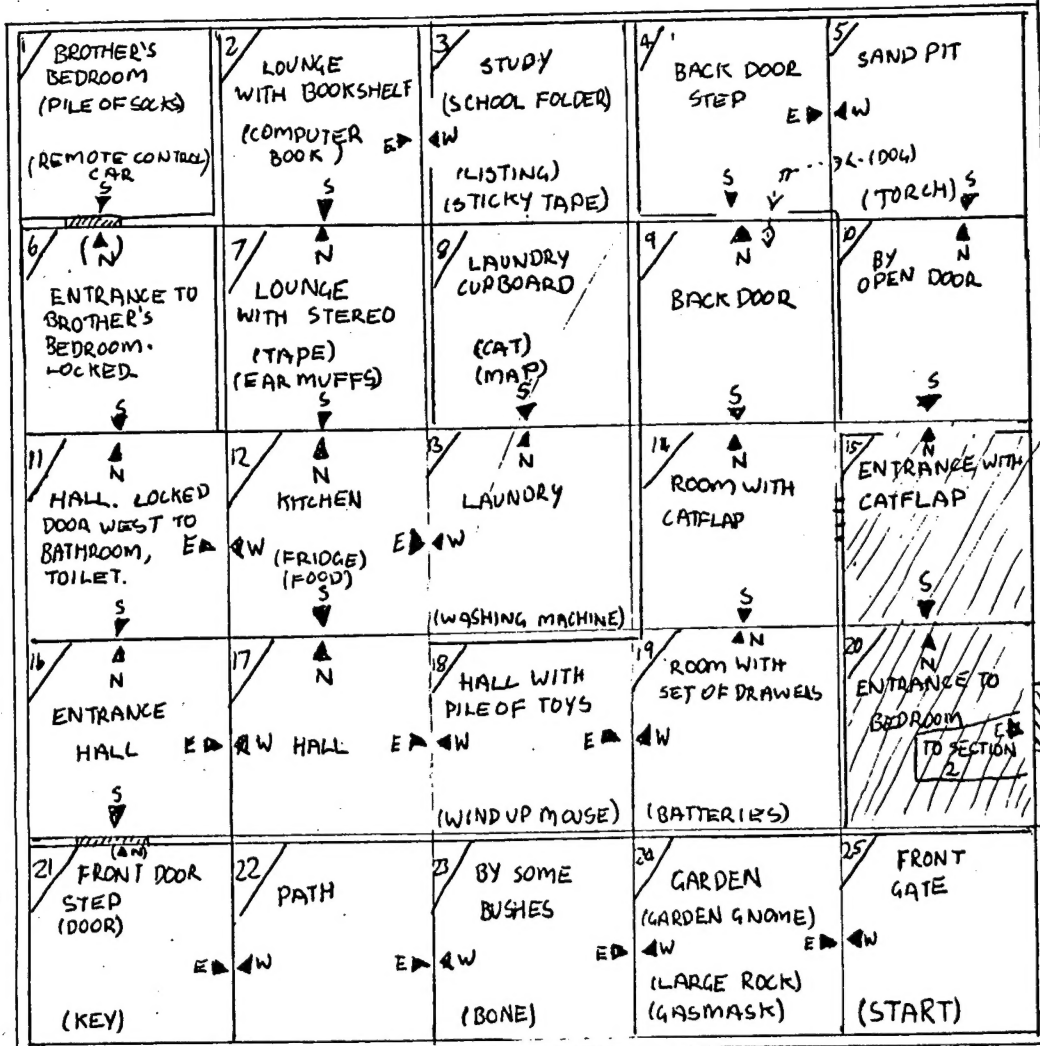 1 BROTHER'S
BEDROOM
(PILE OF SOCKS)
(REMOTE CONTROL)
CAR
S
2 LOUNGE
WITH BOOKSHELF
(COMPUTER
BOOK)
E
S
3 STUDY
(SCHOOL FOLDER)
W
(LISTING)
(STICKY TAPE)
4 BACK DOOR
STEP
E
S
5 SAND PIT
W
(DOG)
(TORCH)
S
6 (N)
ENTRANCE TO
BROTHER'S
BEDROOM.
LOCKED.
S
7 N
LOUNGE
WITH STEREO
(TAPE)
(EAR MUFFS)
S
8 LAUNDRY
CUPBOARD
(CAT)
(MAP)
S
9 N
BACK DOOR
S
10 N
BY
OPEN DOOR
S
11 N
HALL. LOCKED
DOOR WEST TO
BATHROOM, E
TOILET.
S
12 N
KITCHEN
W E
(FRIDGE)
(FOOD)
S
13 N
LAUNDRY
W
(WASHING MACHINE)
14 N
ROOM WITH
CATFLAP
S
15 N
ENTRANCE WITH
CATFLAP
S
16 N
ENTRANCE
HALL E
S
17 N
W HALL E
18 HALL WITH
PILE OF TOYS
W E
(WIND UP MOUSE)
19 N
ROOM WITH
SET OF DRAWERS
W
(BATTERIES)
20 N
ENTRANCE TO
BEDROOM
E
TO SECTION
2
21 (N)
FRONT DOOR
STEP
(DOOR)
E
(KEY)
22 PATH
W E
23 BY SOME
BUSHES
W E
(BONE)
24 GARDEN
(GARDEN GNOME)
W E
(LARGE ROCK)
(GASMASK)
25 FRONT
GATE
W
(START)